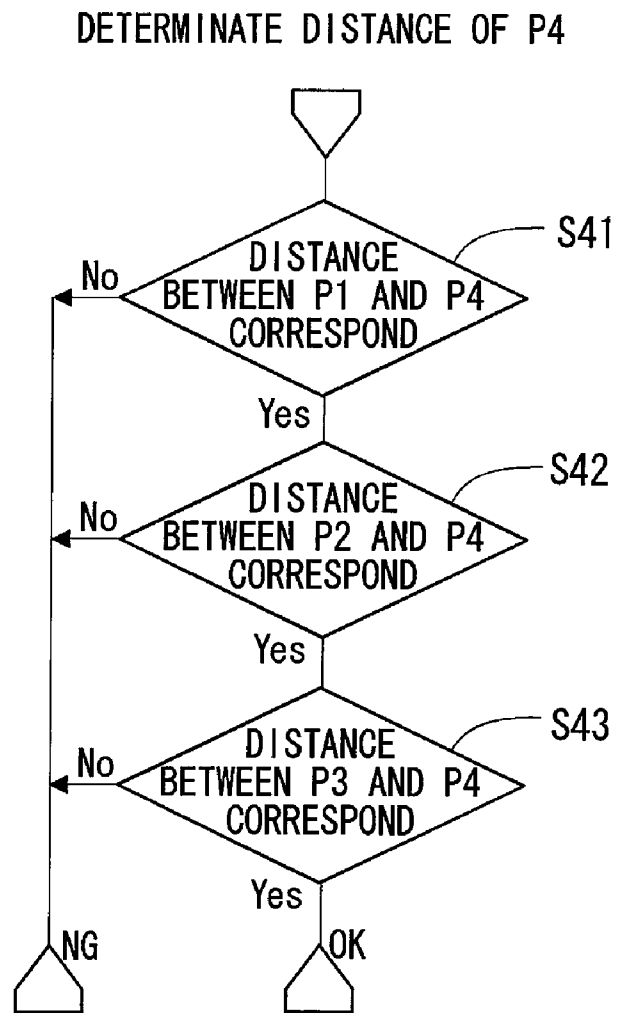 DETERMINATE DISTANCE OF P4
S41
DISTANCE
BETWEEN P1 AND P4
CORRESPOND
No
Yes
S42
DISTANCE
BETWEEN P2 AND P4
CORRESPOND
No
Yes
S43
DISTANCE
BETWEEN P3 AND P4
CORRESPOND
No
Yes
NG
OK